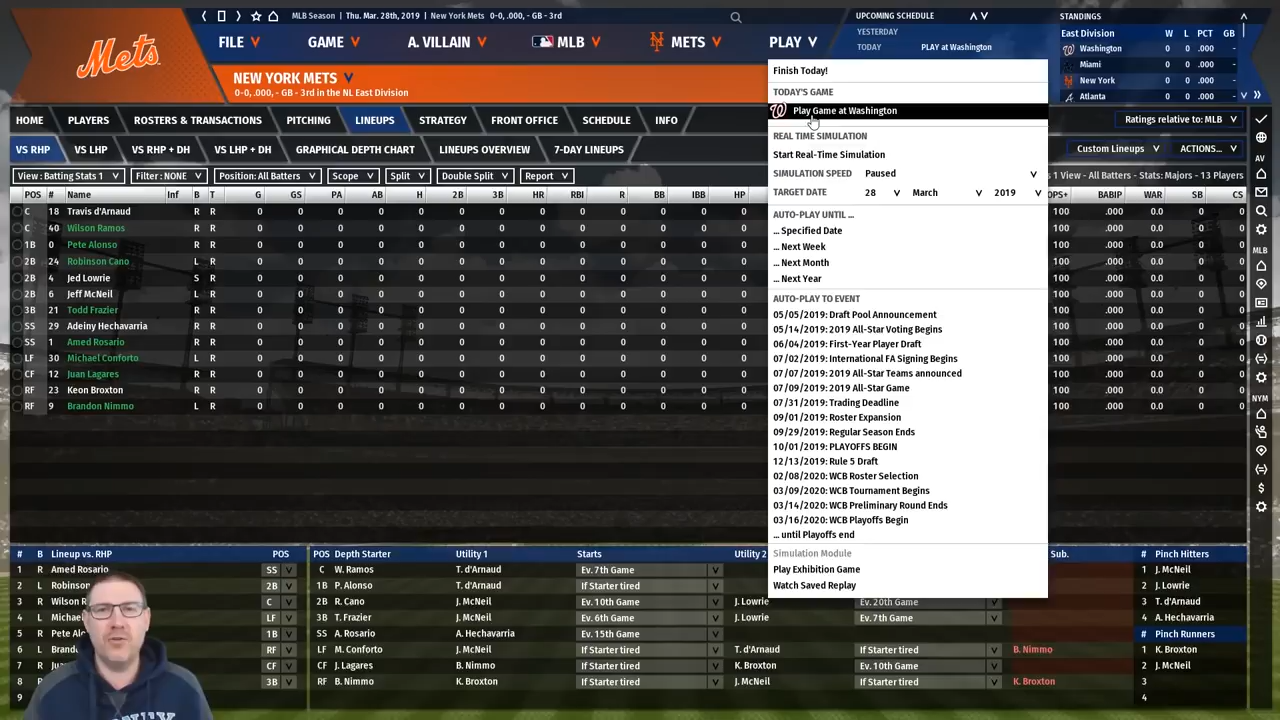 MLB Season | Thu. Mar. 28th, 2019 | New York Mets 0-0, .000, - GB - 3rd
Mets
FILE GAME A. VILLAIN MLB METS PLAY
NEW YORK METS
0-0, .000, - GB - 3rd in the NL East Division
UPCOMING SCHEDULE
YESTERDAY
TODAY PLAY at Washington
STANDINGS
East Division W L PCT GB
Washington 0 0 .000 -
Miami 0 0 .000 -
New York 0 0 .000 -
Atlanta 0 0 .000 -
HOME PLAYERS ROSTERS & TRANSACTIONS PITCHING LINEUPS STRATEGY FRONT OFFICE SCHEDULE INFO
Ratings relative to: MLB
VS RHP VS LHP VS RHP + DH VS LHP + DH GRAPHICAL DEPTH CHART LINEUPS OVERVIEW 7-DAY LINEUPS
Custom Lineups ACTIONS...
View : Batting Stats 1 Filter : NONE Position: All Batters Scope Split Double Split Report
1 View - All Batters - Stats: Majors - 13 Players
POS # Name Inf B T G GS PA AB H 2B 3B HR RBI R BB IBB HP OPS+ BABIP WAR SB CS
C 18 Travis d'Arnaud R R 0 0 0 0 0 0 0 0 0 0 0 0 0 100 .000 0.0 0 0
C 40 Wilson Ramos R R 0 0 0 0 0 0 0 0 0 0 0 0 0 100 .000 0.0 0 0
1B 0 Pete Alonso R R 0 0 0 0 0 0 0 0 0 0 0 0 0 100 .000 0.0 0 0
2B 24 Robinson Cano L R 0 0 0 0 0 0 0 0 0 0 0 0 0 100 .000 0.0 0 0
2B 4 Jed Lowrie S R 0 0 0 0 0 0 0 0 0 0 0 0 0 100 .000 0.0 0 0
2B 6 Jeff McNeil L R 0 0 0 0 0 0 0 0 0 0 0 0 0 100 .000 0.0 0 0
3B 21 Todd Frazier R R 0 0 0 0 0 0 0 0 0 0 0 0 0 100 .000 0.0 0 0
SS 29 Adeiny Hechavarria R R 0 0 0 0 0 0 0 0 0 0 0 0 0 100 .000 0.0 0 0
SS 1 Amed Rosario R R 0 0 0 0 0 0 0 0 0 0 0 0 0 100 .000 0.0 0 0
LF 30 Michael Conforto L R 0 0 0 0 0 0 0 0 0 0 0 0 0 100 .000 0.0 0 0
CF 12 Juan Lagares R R 0 0 0 0 0 0 0 0 0 0 0 0 0 100 .000 0.0 0 0
RF 23 Keon Broxton R R 0 0 0 0 0 0 0 0 0 0 0 0 0 100 .000 0.0 0 0
RF 9 Brandon Nimmo L R 0 0 0 0 0 0 0 0 0 0 0 0 0 100 .000 0.0 0 0
Finish Today!
TODAY'S GAME
W Play Game at Washington
REAL TIME SIMULATION
Start Real-Time Simulation
SIMULATION SPEED Paused
TARGET DATE 28 March 2019
AUTO-PLAY UNTIL ...
... Specified Date
... Next Week
... Next Month
... Next Year
AUTO-PLAY TO EVENT
05/05/2019: Draft Pool Announcement
05/14/2019: 2019 All-Star Voting Begins
06/04/2019: First-Year Player Draft
07/02/2019: International FA Signing Begins
07/07/2019: 2019 All-Star Teams announced
07/09/2019: 2019 All-Star Game
07/31/2019: Trading Deadline
09/01/2019: Roster Expansion
09/29/2019: Regular Season Ends
10/01/2019: PLAYOFFS BEGIN
12/13/2019: Rule 5 Draft
02/08/2020: WCB Roster Selection
03/09/2020: WCB Tournament Begins
03/14/2020: WCB Preliminary Round Ends
03/16/2020: WCB Playoffs Begin
... until Playoffs end
Simulation Module
Play Exhibition Game
Watch Saved Replay
AV
MLB
NYM
# B Lineup vs. RHP POS
1 R Amed Rosario SS
2 L Robinson 2B
3 R Wilson R C
4 L Michael LF
5 R Pete Al 1B
6 L Brand RF
7 R Jua CF
8 R 3B
9
POS Depth Starter Utility 1 Starts Utility 2 Sub.
C W. Ramos T. d'Arnaud Ev. 7th Game
1B P. Alonso T. d'Arnaud If Starter tired
2B R. Cano J. McNeil Ev. 10th Game J. Lowrie Ev. 20th Game
3B T. Frazier J. McNeil Ev. 6th Game J. Lowrie Ev. 7th Game
SS A. Rosario A. Hechavarria Ev. 15th Game
LF M. Conforto J. McNeil If Starter tired T. d'Arnaud If Starter tired B. Nimmo
CF J. Lagares B. Nimmo If Starter tired K. Broxton Ev. 10th Game
RF B. Nimmo K. Broxton If Starter tired J. McNeil If Starter tired K. Broxton
# Pinch Hitters
1 J. McNeil
2 J. Lowrie
3 T. d'Arnaud
4 A. Hechavarria
# Pinch Runners
1 K. Broxton
2 J. McNeil
3
4